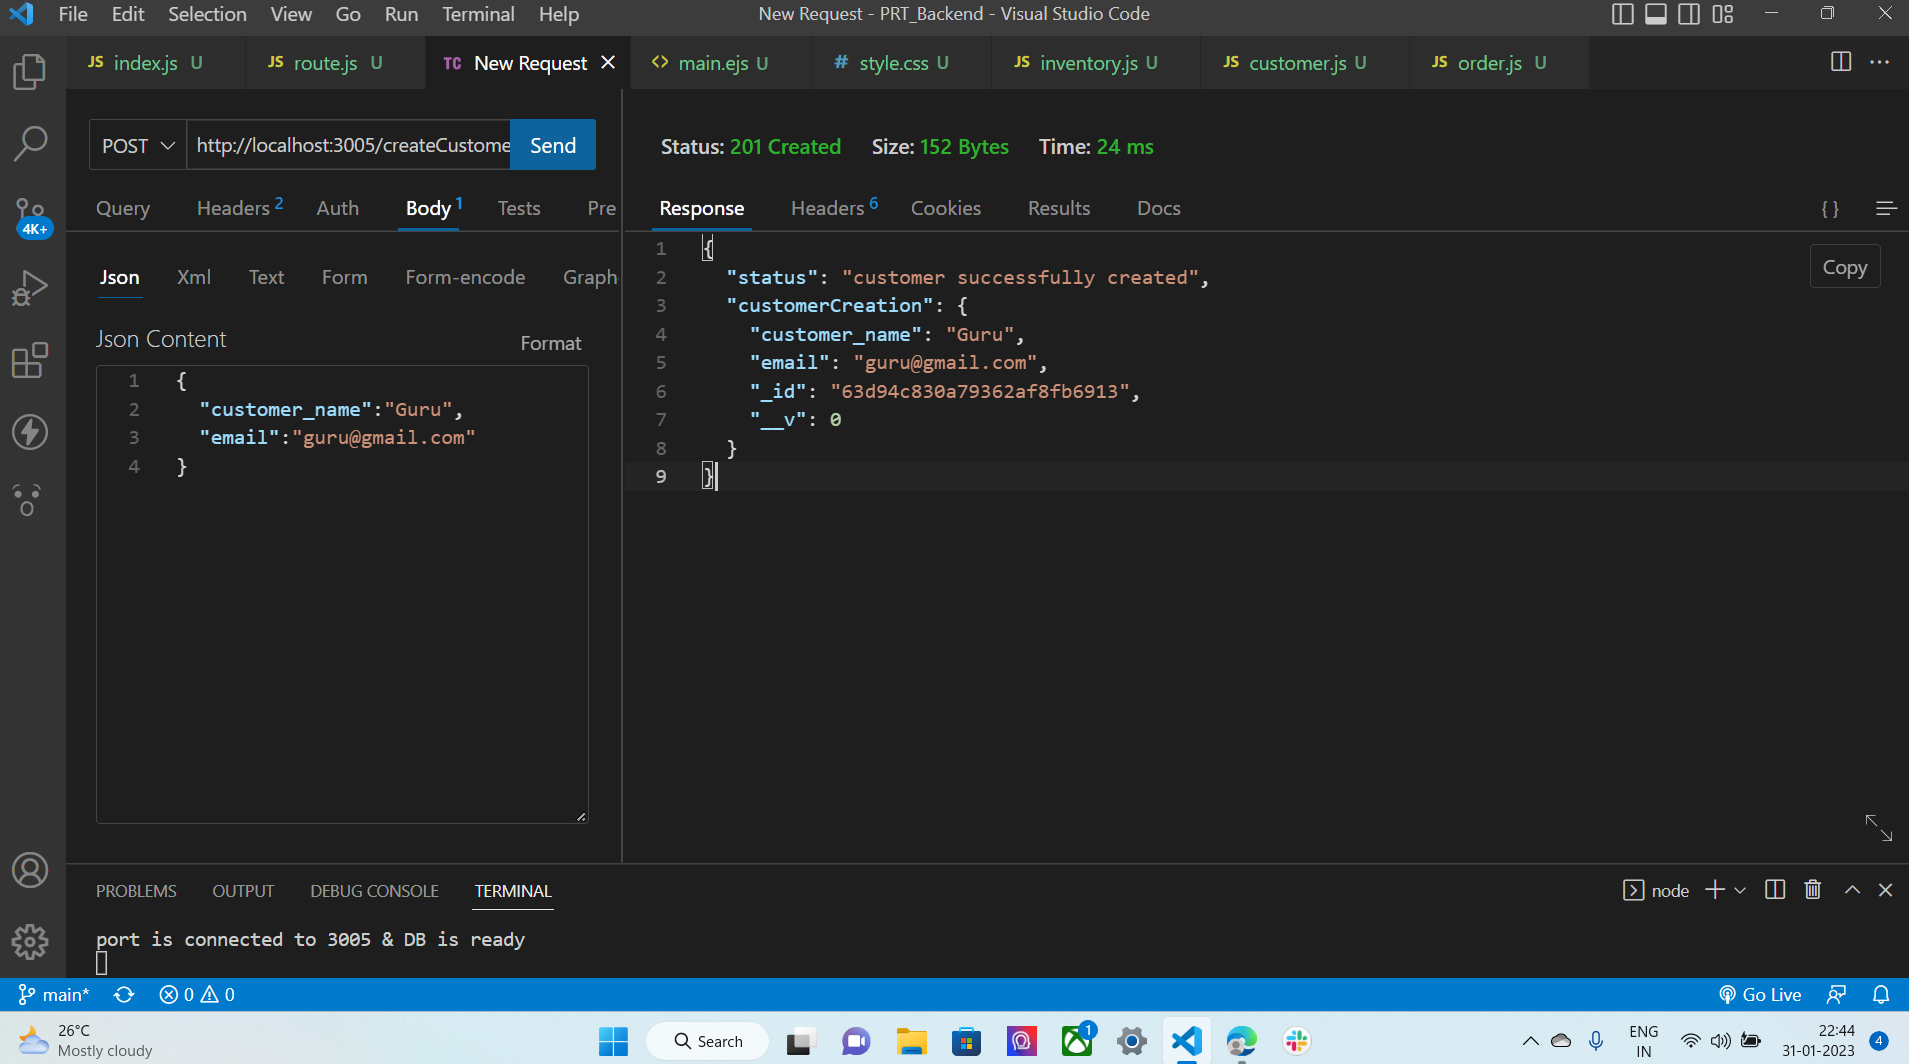 File Edit Selection View Go Run Terminal Help
New Request - PRT_Backend - Visual Studio Code
JS index.js U
JS route.js U
TC New Request
<> main.ejs U
# style.css U
JS inventory.js U
JS customer.js U
JS order.js U
POST
http://localhost:3005/createCustome
Send
Status: 201 Created Size: 152 Bytes Time: 24 ms
4K+
Query Headers 2 Auth Body 1 Tests Pre
Response Headers 6 Cookies Results Docs
{ }
Json Xml Text Form Form-encode Graph
Json Content
Format
1 {
2 "customer_name":"Guru",
3 "email":"guru@gmail.com"
4 }
Copy
1 {
2 "status": "customer successfully created",
3 "customerCreation": {
4 "customer_name": "Guru",
5 "email": "guru@gmail.com",
6 "_id": "63d94c830a79362af8fb6913",
7 "__v": 0
8 }
9 }
PROBLEMS OUTPUT DEBUG CONSOLE TERMINAL
node
port is connected to 3005 & DB is ready
main* 0 0
Go Live
26°C
Mostly cloudy
Search
1
ENG
IN
22:44
31-01-2023
4